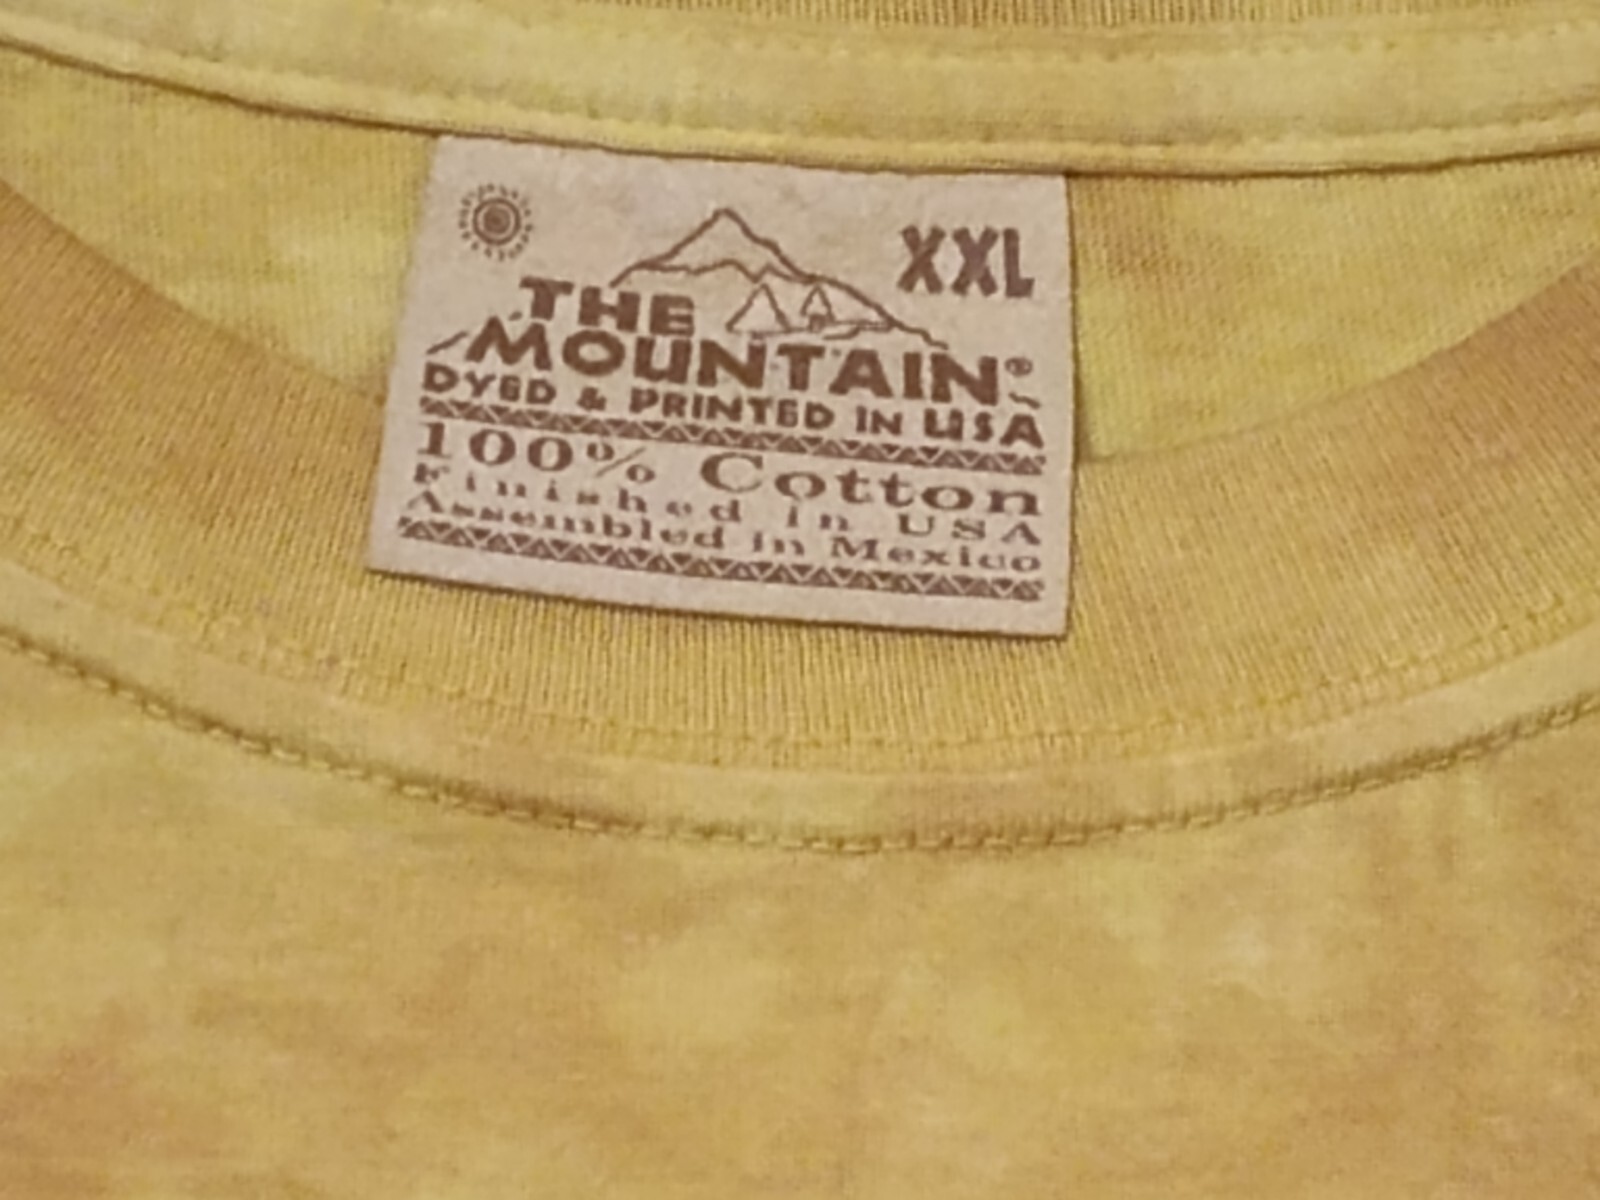 XXL
THE
MOUNTAIN®
DYED & PRINTED IN USA
100% Cotton
Finished in USA
Assembled in Mexico